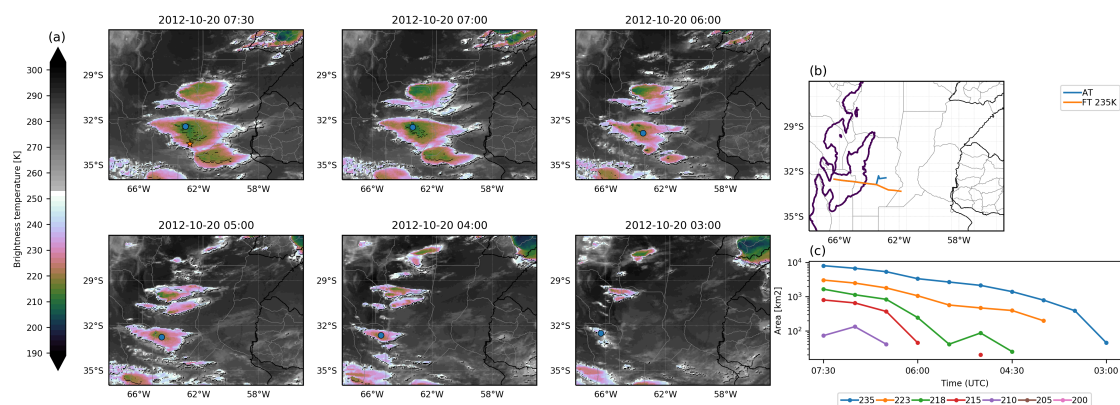 (a)
Brightness temperature [K]
300
290
280
270
260
250
240
230
220
210
200
190
2012-10-20 07:30
29°S
32°S
35°S
66°W 62°W 58°W
2012-10-20 07:00
29°S
32°S
35°S
66°W 62°W 58°W
2012-10-20 06:00
29°S
32°S
35°S
66°W 62°W 58°W
2012-10-20 05:00
29°S
32°S
35°S
66°W 62°W 58°W
2012-10-20 04:00
29°S
32°S
35°S
66°W 62°W 58°W
2012-10-20 03:00
29°S
32°S
35°S
66°W 62°W 58°W
(b)
29°S
32°S
35°S
66°W 62°W 58°W
AT
FT 235K
(c)
Area [km2]
10⁴
10³
10²
07:30 06:00 04:30 03:00
Time (UTC)
235 223 218 215 210 205 200